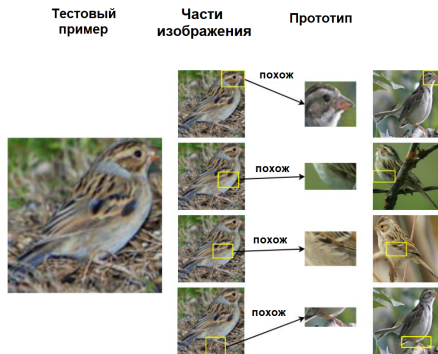 Тестовый
пример
Части
изображения
Прототип
похож
похож
похож
похож